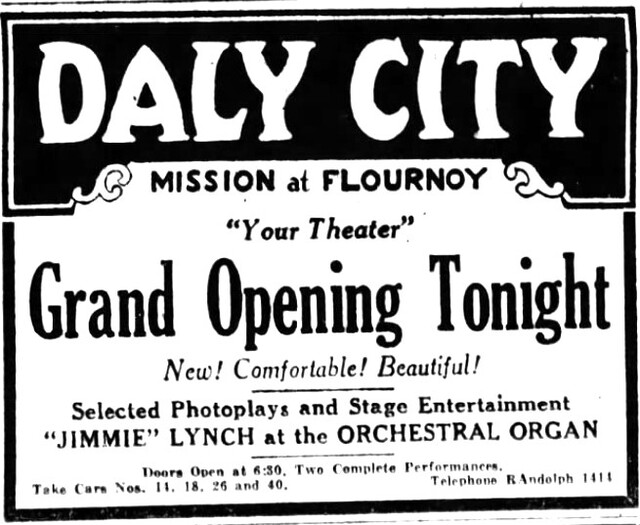 DALY CITY
MISSION at FLOURNOY
"Your Theater"
Grand Opening Tonight
New! Comfortable! Beautiful!
Selected Photoplays and Stage Entertainment
"JIMMIE" LYNCH at the ORCHESTRAL ORGAN
Doors Open at 6:30. Two Complete Performances.
Take Cars Nos. 14, 18, 26 and 40. Telephone RAndolph 1414